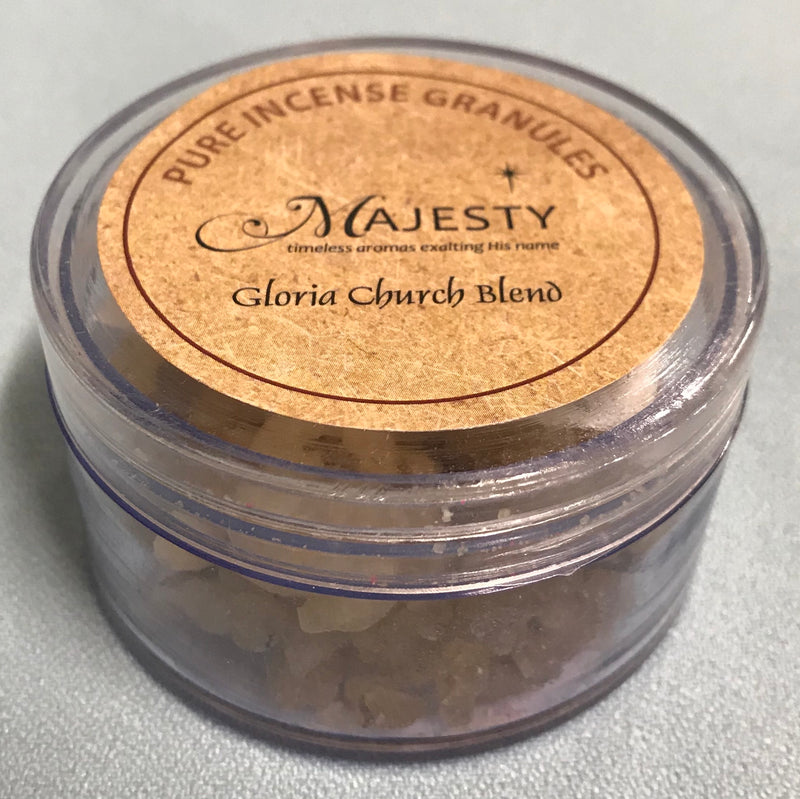 PURE INCENSE GRANULES
MAJESTY
timeless aromas exalting His name
Gloria Church Blend